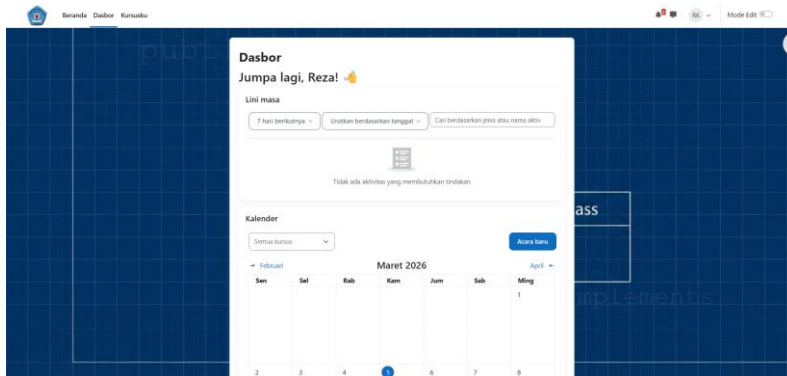 Beranda Dasbor Kursusku
RK
Mode Edit
publ
Dasbor
Jumpa lagi, Reza!
Lini masa
7 hari berikutnya
Urutkan berdasarkan tanggal
Cari berdasarkan jenis atau nama aktiv
Tidak ada aktivitas yang membutuhkan tindakan
ass
Kalender
Semua kursus
Acara baru
Februari
Maret 2026
April
Sen Sel Rab Kam Jum Sab Ming
1
mplements
2 3 4 5 6 7 8